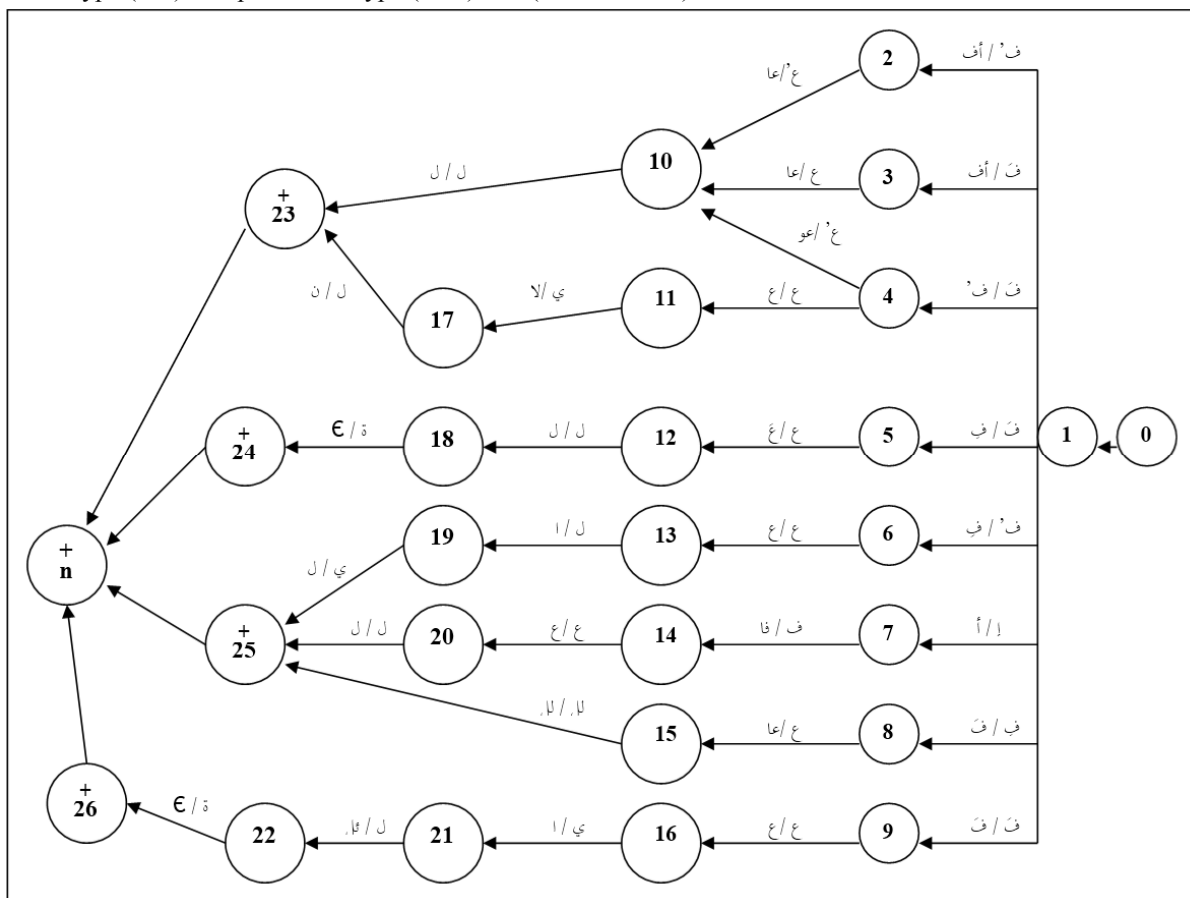 2
ف' / أف
ع'/عا
10
3
فَ / أف
ع /عا
ل / ل
+
23
ع' /عو
4
فَ / ف'
ع /ع
11
ي /لا
17
ل / ن
1
0
5
فَ / فِ
12
ل / ل
18
ة / Є
+
24
6
ف' / فِ
ع /ع
13
ل / ا
19
ي / ل
+
n
7
إ / أ
ف / فا
14
ع /ع
20
ل / ل
+
25
8
فِ / فَ
ع /عا
15
9
فَ / فَ
ع /ع
16
ي / ا
21
22
ة / Є
+
26